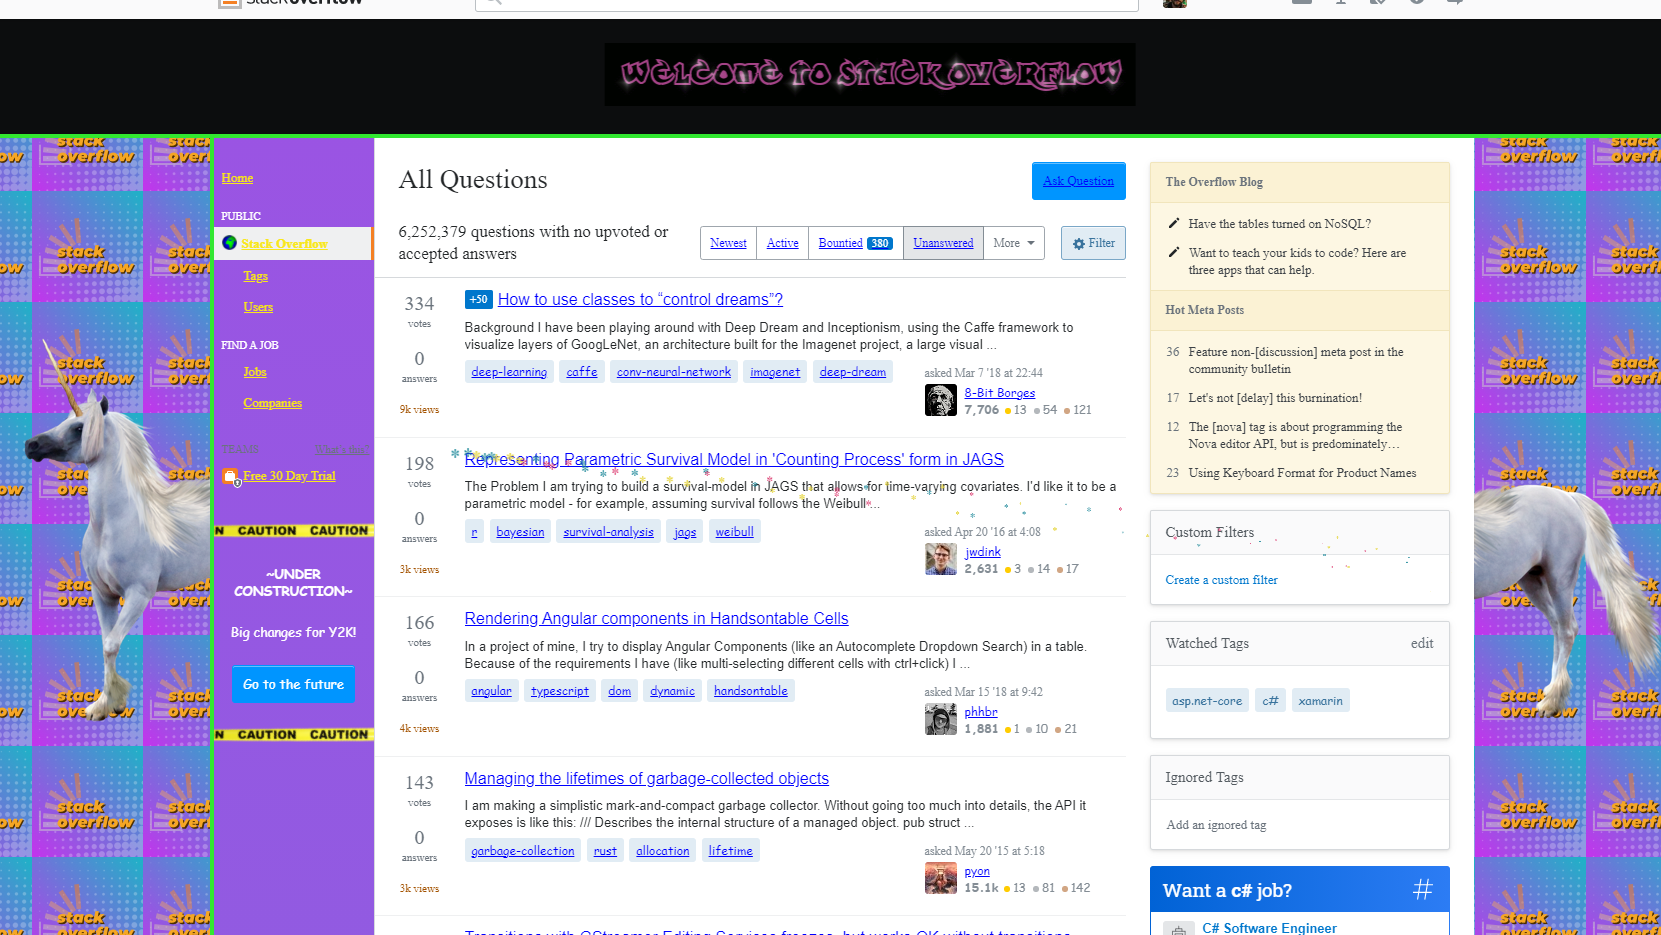 stack overflow
WELCOME TO STACK OVERFLOW
Home
PUBLIC
Stack Overflow
Tags
Users
FIND A JOB
Jobs
Companies
TEAMS What's this?
Free 30 Day Trial
CAUTION CAUTION
~UNDER
CONSTRUCTION~
Big changes for Y2K!
Go to the future
N CAUTION CAUTION
All Questions
Ask Question
6,252,379 questions with no upvoted or
accepted answers
Newest Active Bountied 380 Unanswered More Filter
334
votes
0
answers
9k views
+50 How to use classes to “control dreams”?
Background I have been playing around with Deep Dream and Inceptionism, using the Caffe framework to
visualize layers of GoogLeNet, an architecture built for the Imagenet project, a large visual ...
deep-learning caffe conv-neural-network imagenet deep-dream
asked Mar 7 '18 at 22:44
8-Bit Borges
7,706 13 54 121
198
votes
0
answers
3k views
Representing Parametric Survival Model in 'Counting Process' form in JAGS
The Problem I am trying to build a survival-model in JAGS that allows for time-varying covariates. I'd like it to be a
parametric model - for example, assuming survival follows the Weibull ...
r bayesian survival-analysis jags weibull
asked Apr 20 '16 at 4:08
jwdink
2,631 3 14 17
166
votes
0
answers
4k views
Rendering Angular components in Handsontable Cells
In a project of mine, I try to display Angular Components (like an Autocomplete Dropdown Search) in a table.
Because of the requirements I have (like multi-selecting different cells with ctrl+click) I ...
angular typescript dom dynamic handsontable
asked Mar 15 '18 at 9:42
phhbr
1,881 1 10 21
143
votes
0
answers
3k views
Managing the lifetimes of garbage-collected objects
I am making a simplistic mark-and-compact garbage collector. Without going too much into details, the API it
exposes is like this: /// Describes the internal structure of a managed object. pub struct ...
garbage-collection rust allocation lifetime
asked May 20 '15 at 5:18
pyon
15.1k 13 81 142
Transitions with GStreamer Editing Services freezes, but works OK without transitions
The Overflow Blog
Have the tables turned on NoSQL?
Want to teach your kids to code? Here are
three apps that can help.
Hot Meta Posts
36 Feature non-[discussion] meta post in the
community bulletin
17 Let's not [delay] this burnination!
12 The [nova] tag is about programming the
Nova editor API, but is predominately…
23 Using Keyboard Format for Product Names
Custom Filters
Create a custom filter
Watched Tags edit
asp.net-core c# xamarin
Ignored Tags
Add an ignored tag
Want a c# job?
C# Software Engineer